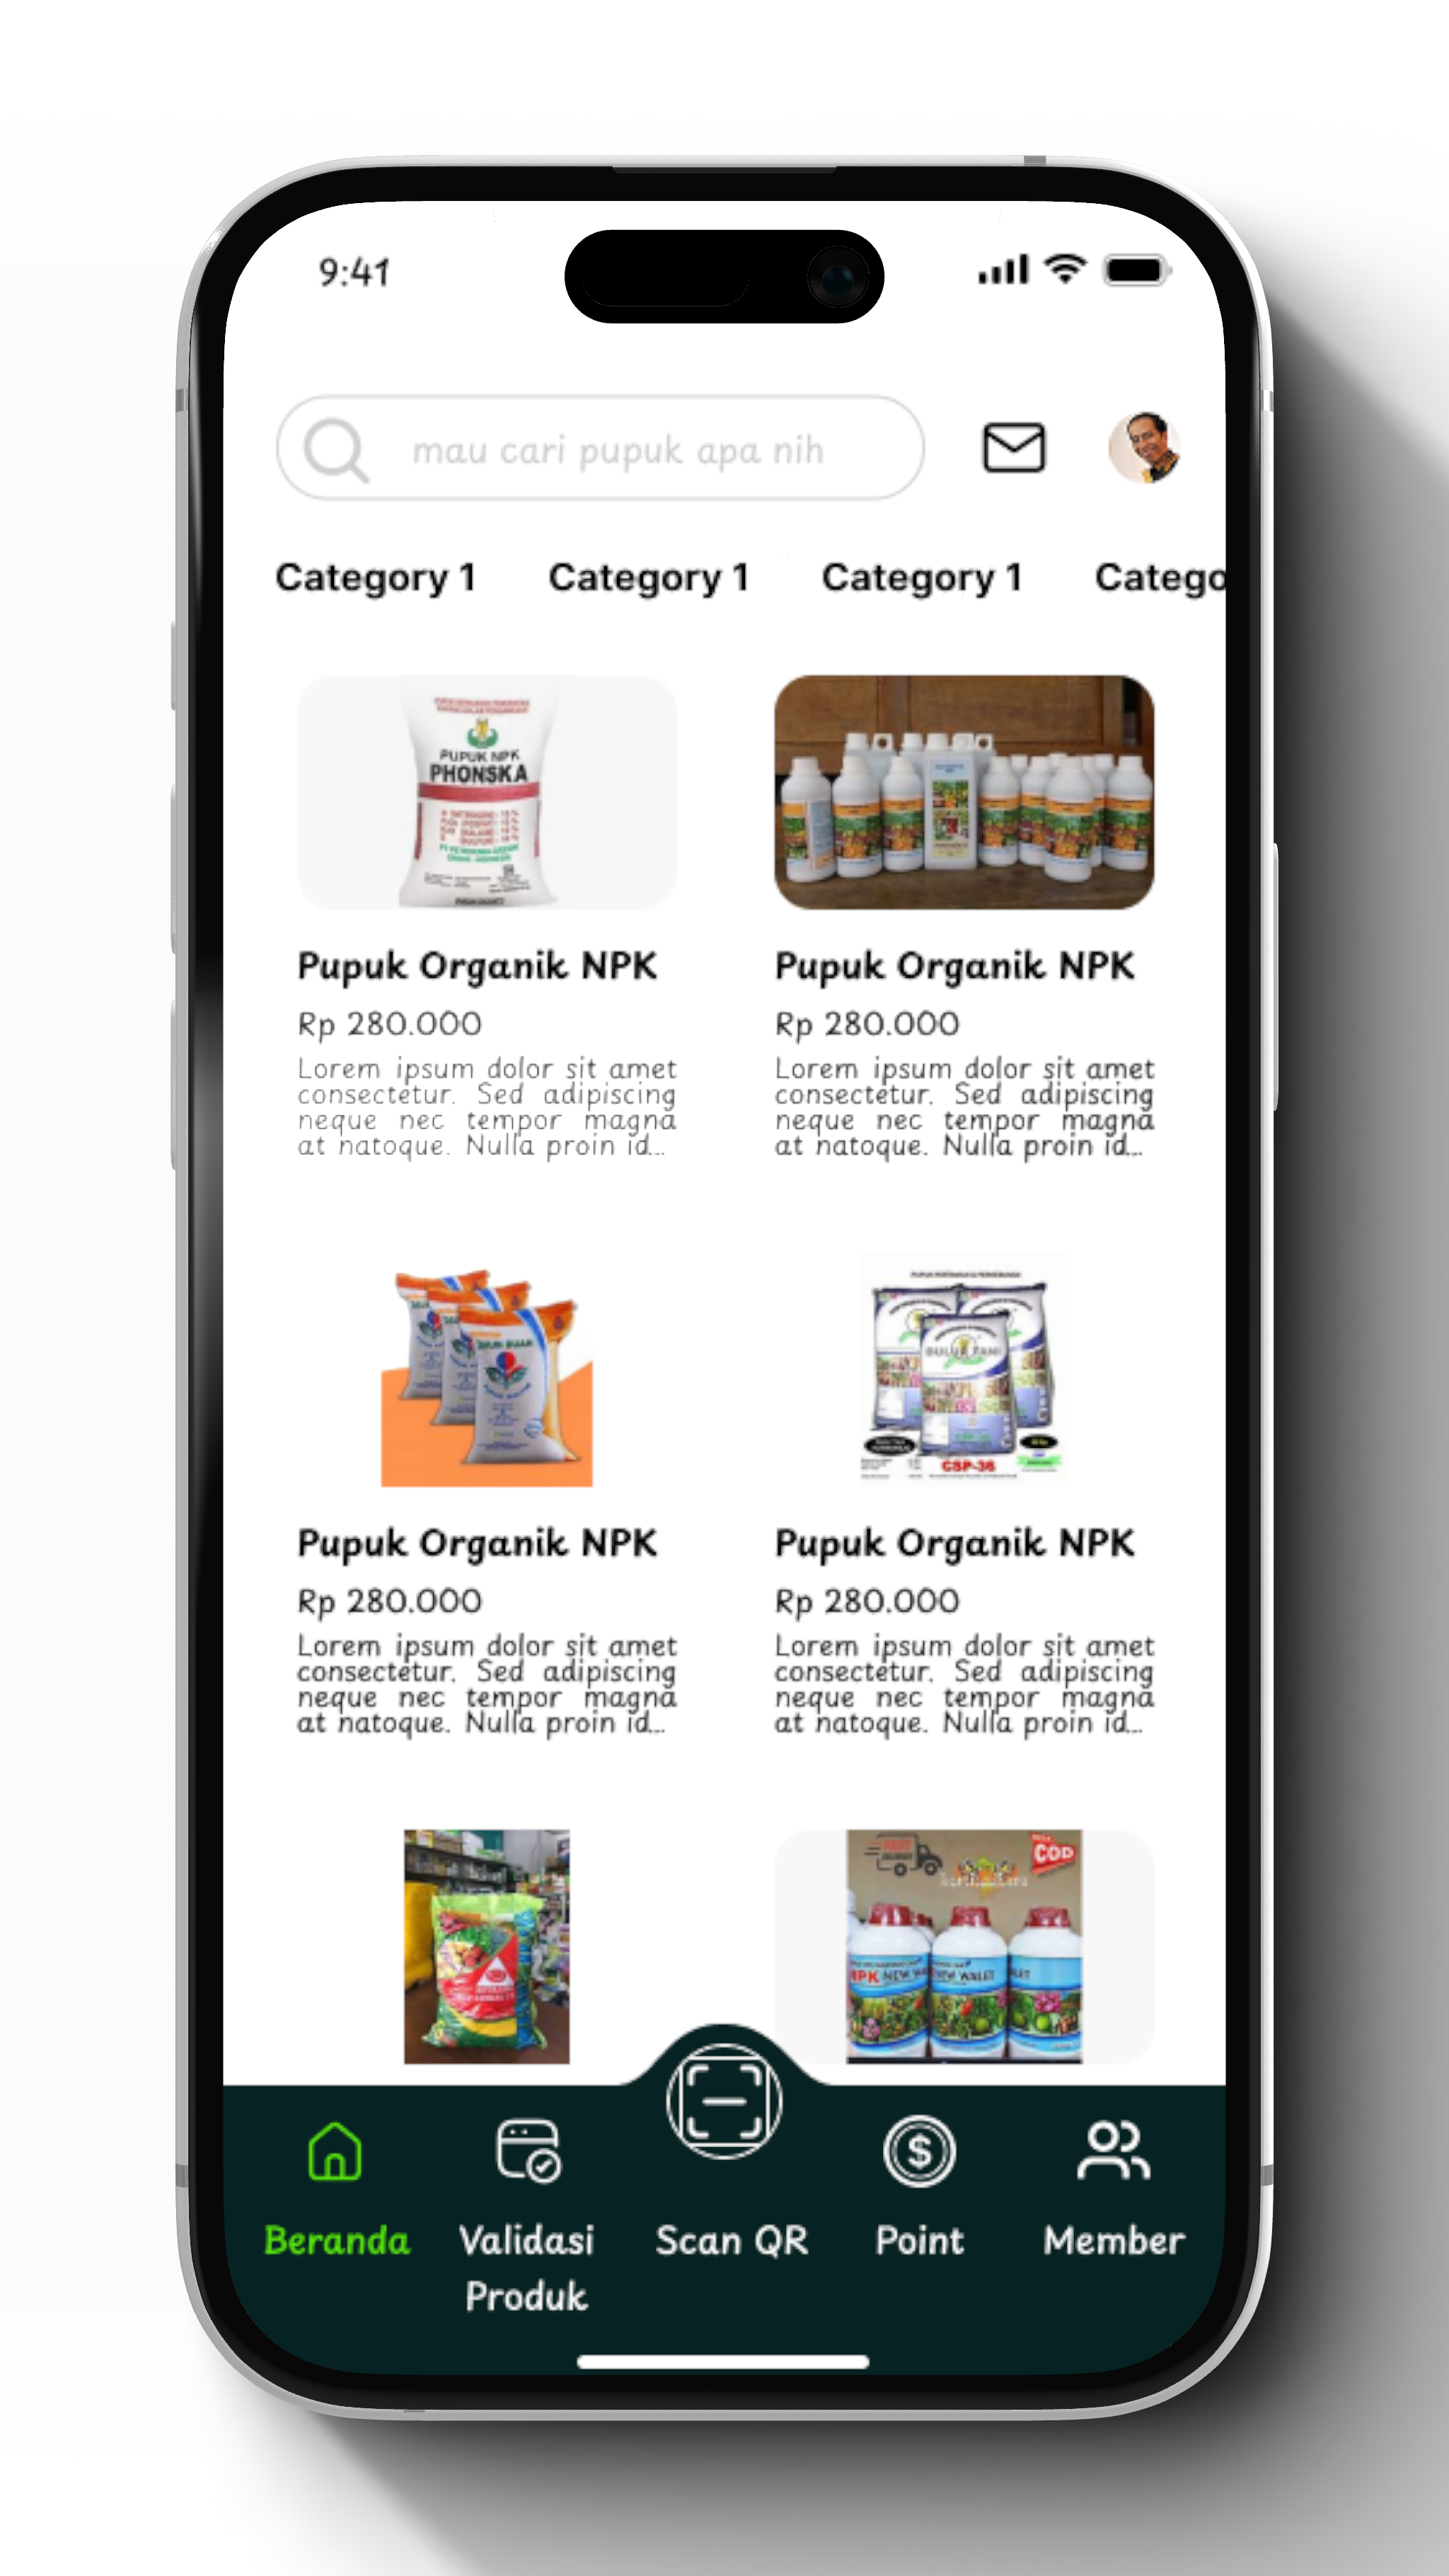 9:41
mau cari pupuk apa nih
Category 1 Category 1 Category 1 Catego
PUPUK NPK
PHONSKA
Pupuk Organik NPK
Rp 280.000
Lorem ipsum dolor sit amet
consectetur. Sed adipiscing
neque nec tempor magna
at natoque. Nulla proin id...
Pupuk Organik NPK
Rp 280.000
Lorem ipsum dolor sit amet
consectetur. Sed adipiscing
neque nec tempor magna
at natoque. Nulla proin id...
CSP-36
Pupuk Organik NPK
Rp 280.000
Lorem ipsum dolor sit amet
consectetur. Sed adipiscing
neque nec tempor magna
at natoque. Nulla proin id...
Pupuk Organik NPK
Rp 280.000
Lorem ipsum dolor sit amet
consectetur. Sed adipiscing
neque nec tempor magna
at natoque. Nulla proin id...
COD
NPK NEW
NEW WALET
Beranda
Validasi
Produk
Scan QR
Point
Member